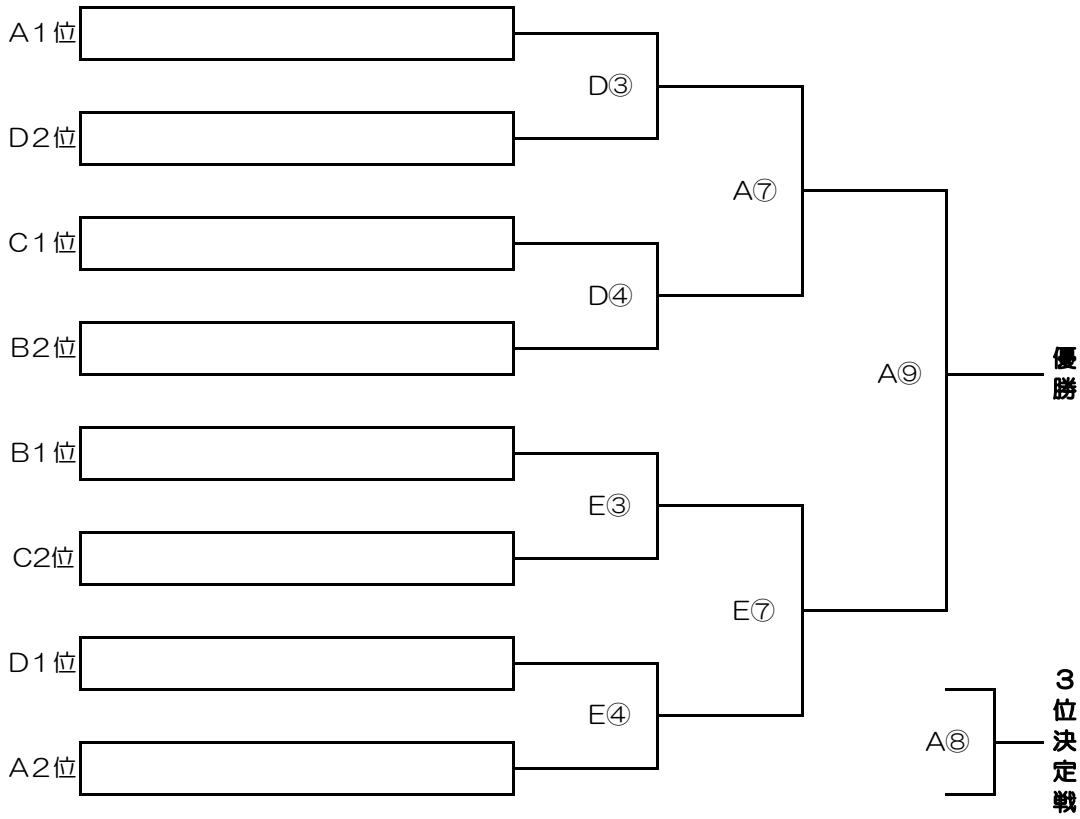 A1位
D③
D2位
A⑦
C1位
D④
B2位
A⑨
優勝
B1位
E③
C2位
E⑦
D1位
E④
A2位
A⑧
3位決定戦